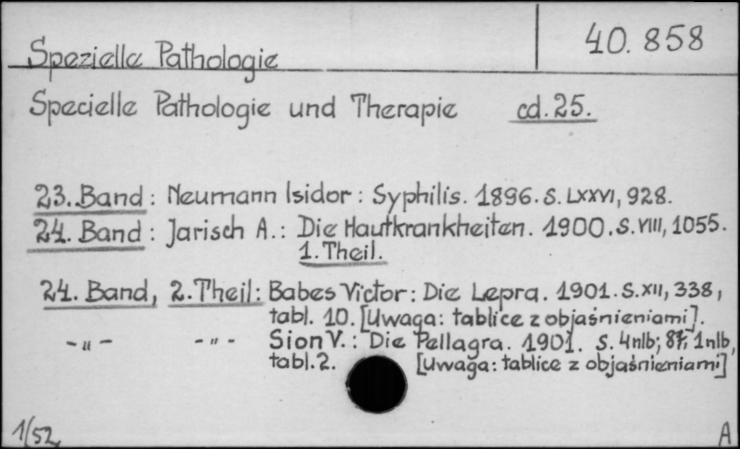 40.858
Spezielle Pathologie
Specielle Pathologie und Therapie cd.25.
23. Band: Neumann Isidor: Syphilis. 1896. S. LXXVI, 928.
24. Band: Jarisch A.: Die Hautkrankheiten. 1900. S. VIII, 1055.
1. Theil.
24. Band, 2. Theil: Babes Victor: Die Lepra. 1901. S. XII, 338,
tabl. 10. [Uwaga: tablice z objaśnieniami].
-„- -„- Sion V.: Die Pellagra. 1901. S. 4nlb; 87; 1nlb,
tabl. 2. [Uwaga: tablice z objaśnieniami]
1/52 A